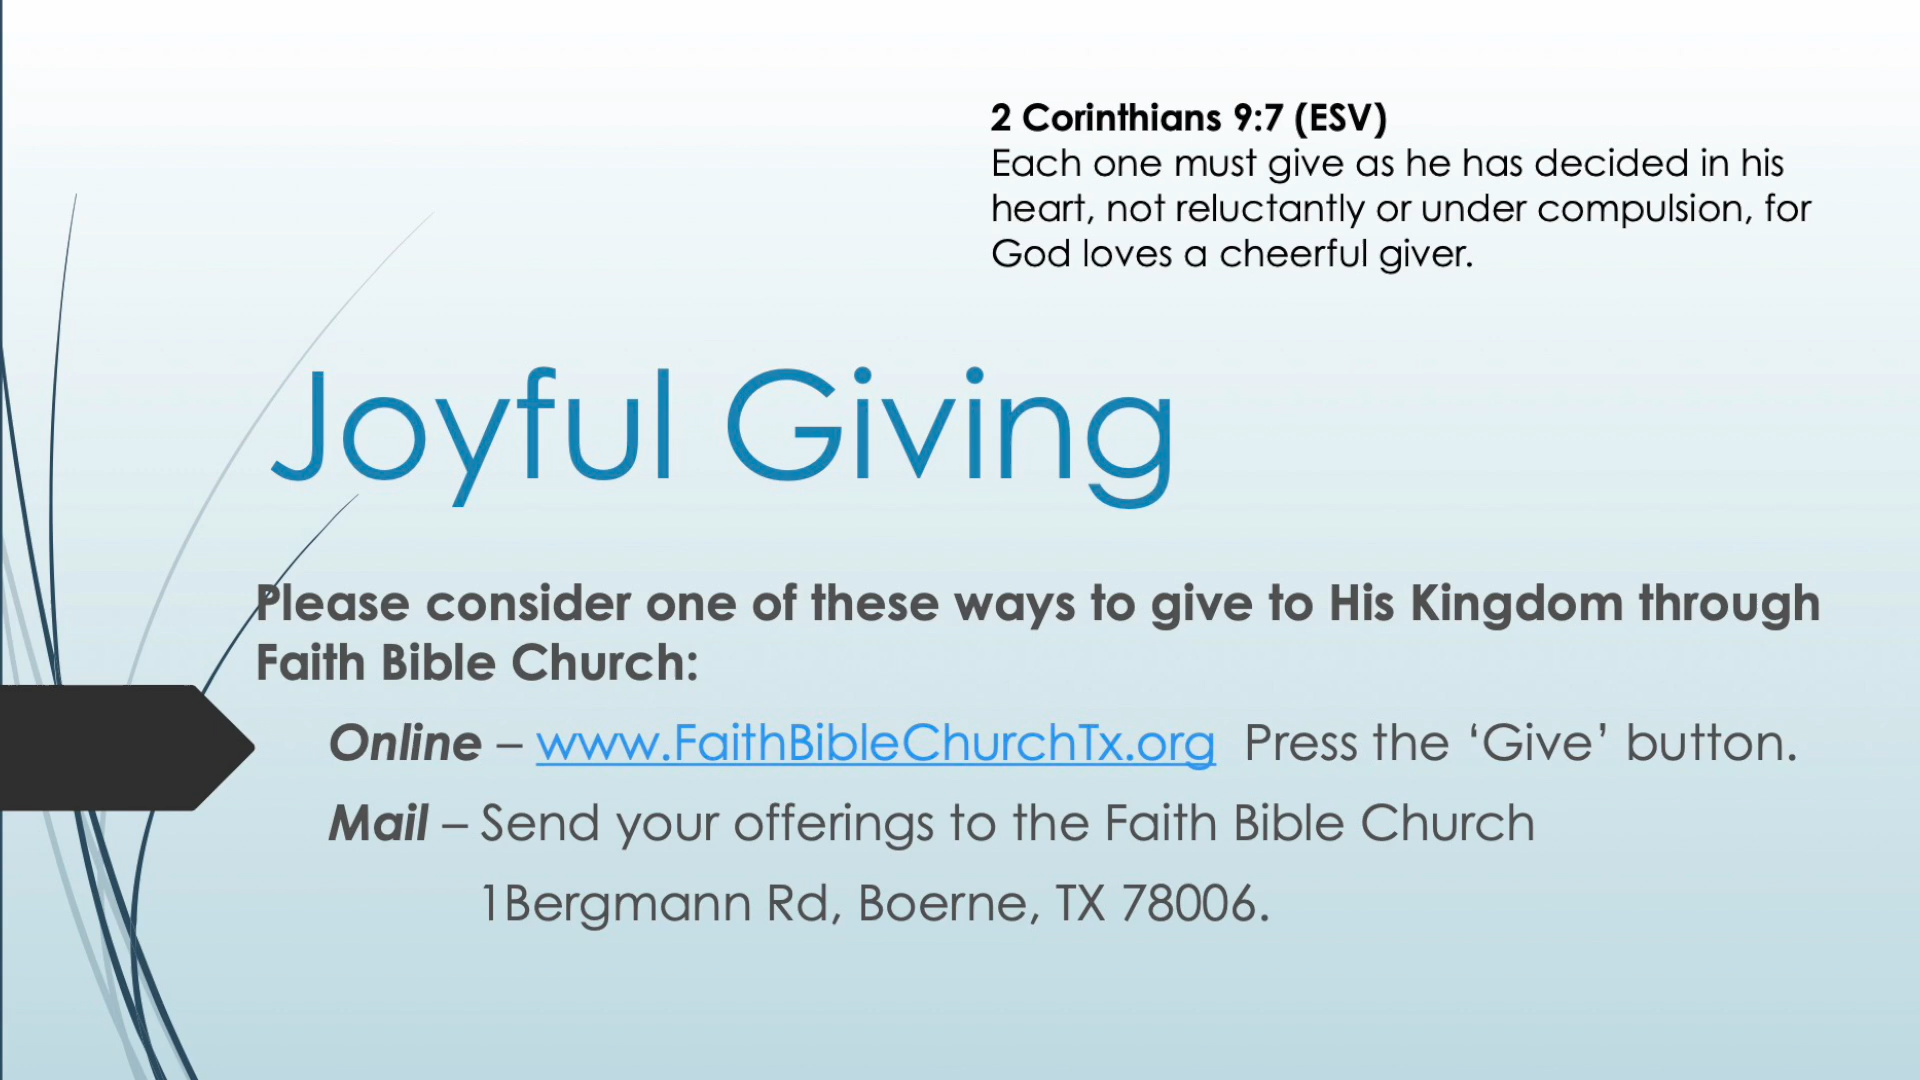 2 Corinthians 9:7 (ESV)
Each one must give as he has decided in his
heart, not reluctantly or under compulsion, for
God loves a cheerful giver.
Joyful Giving
Please consider one of these ways to give to His Kingdom through
Faith Bible Church:
Online – www.FaithBibleChurchTx.org Press the ‘Give’ button.
Mail – Send your offerings to the Faith Bible Church
1Bergmann Rd, Boerne, TX 78006.